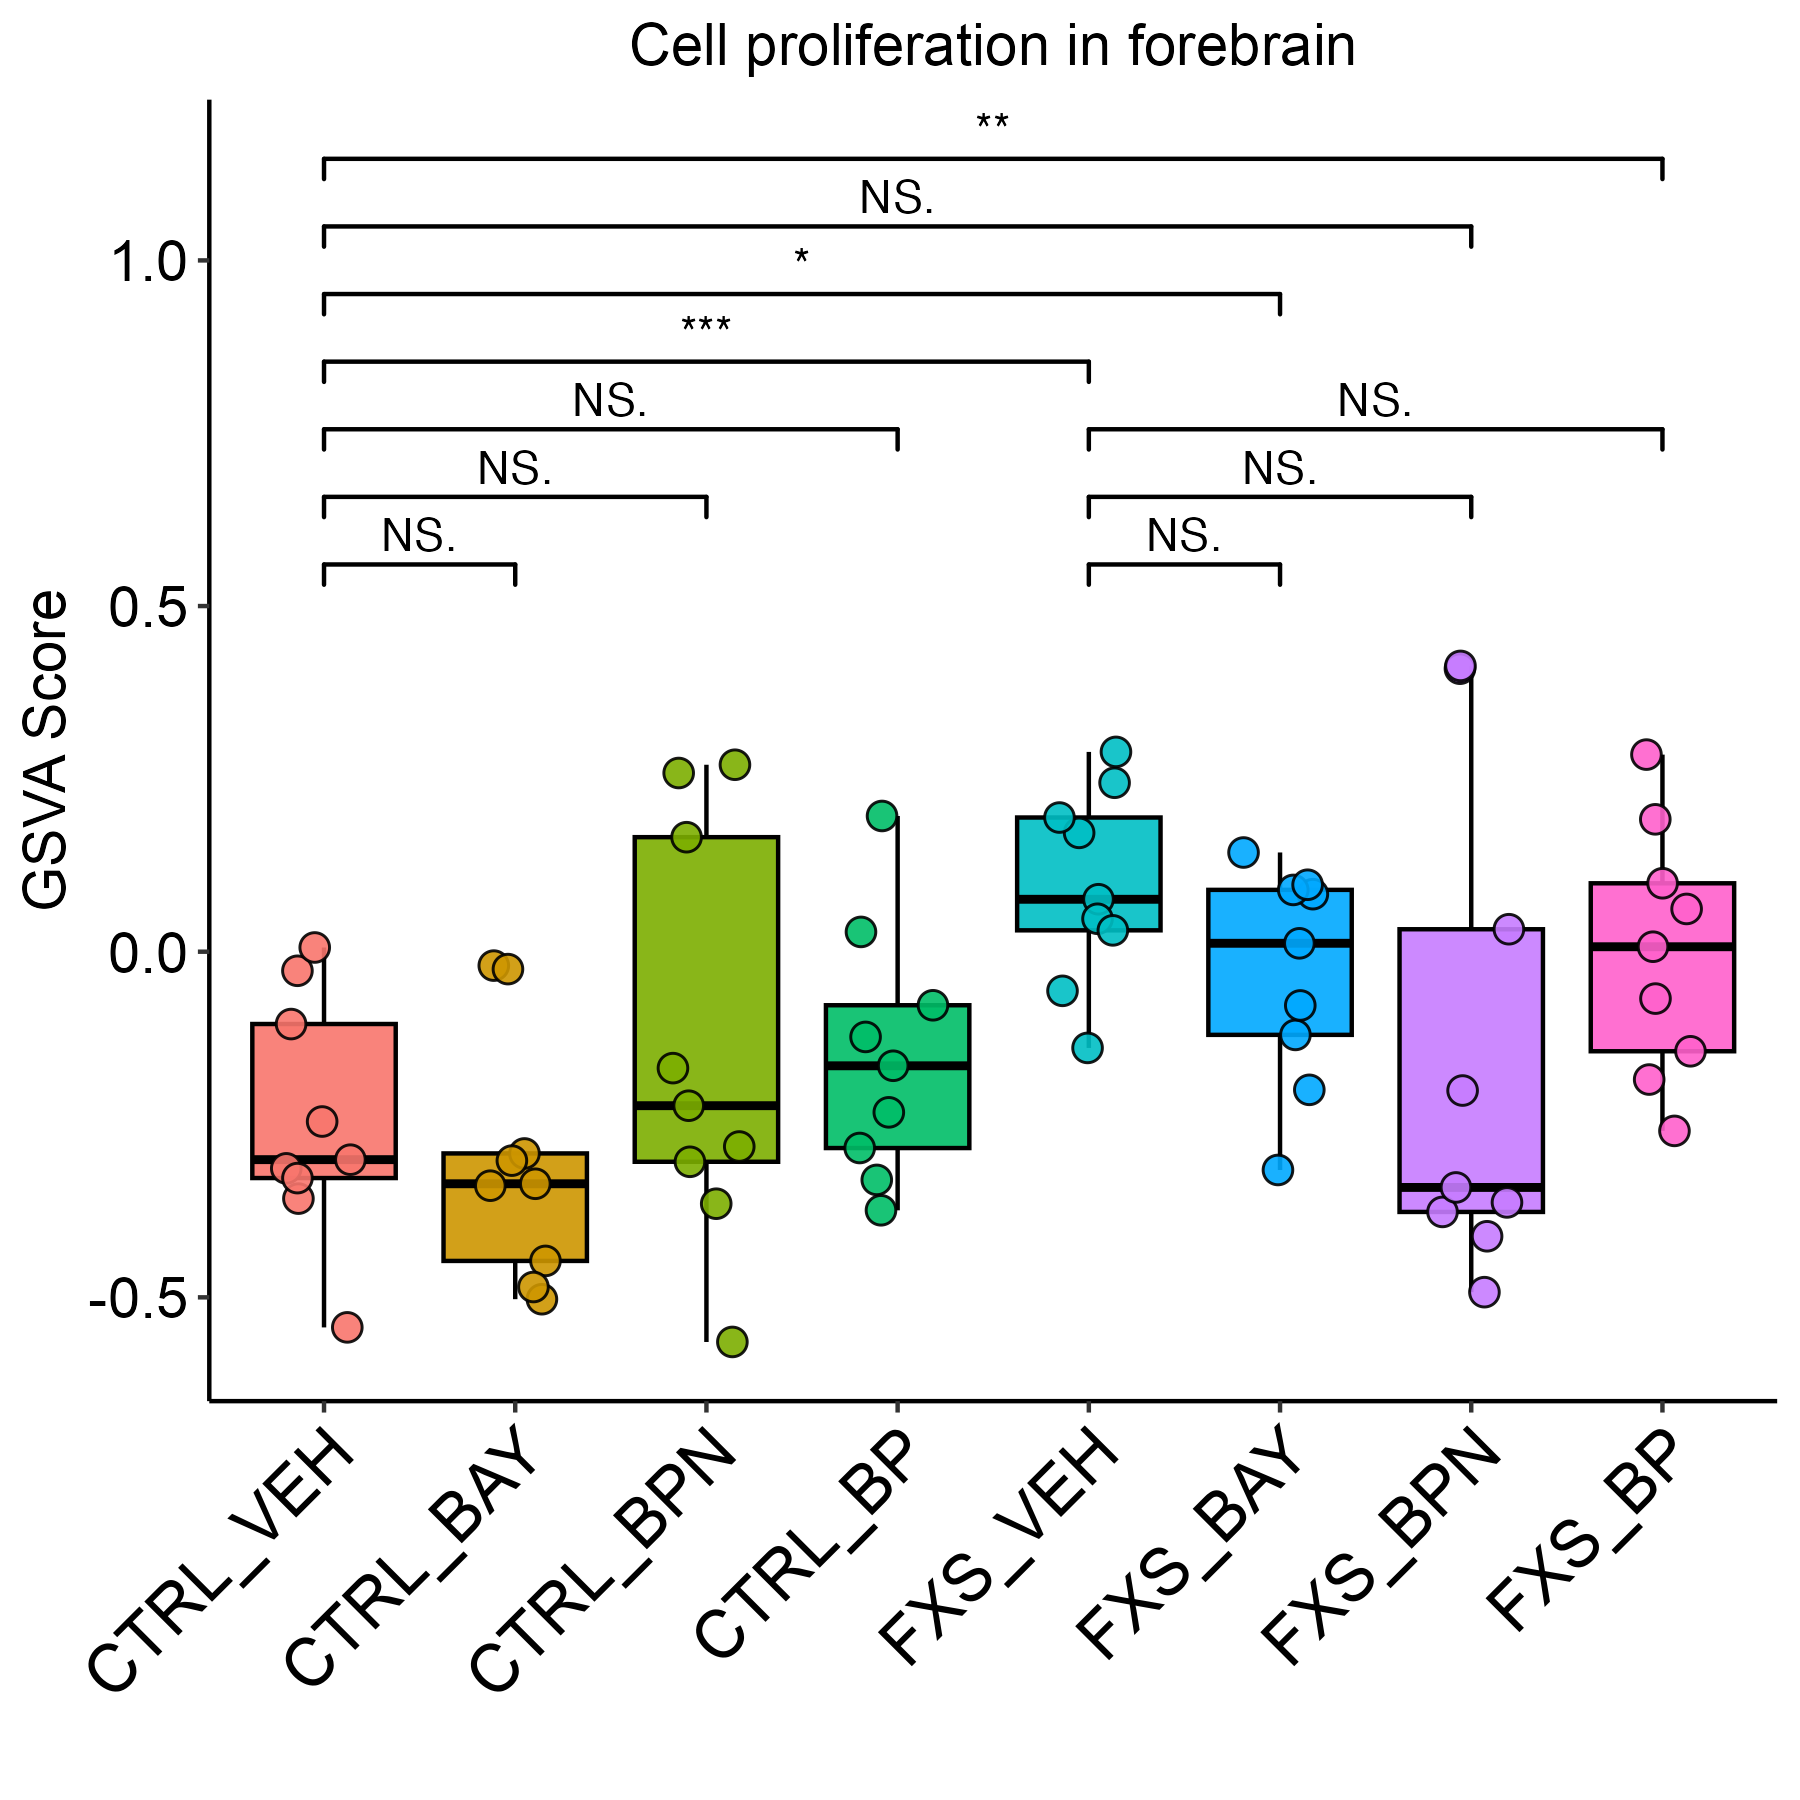 Cell proliferation in forebrain
**
NS.
*
***
NS.
NS.
NS.
NS.
NS.
NS.
GSVA Score
1.0
0.5
0.0
-0.5
CTRL_VEH
CTRL_BAY
CTRL_BPN
CTRL_BP
FXS_VEH
FXS_BAY
FXS_BPN
FXS_BP